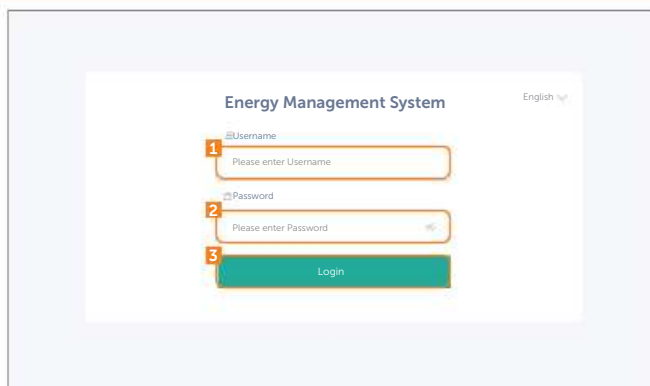 Energy Management System
English
Username
1
Please enter Username
Password
2
Please enter Password
3
Login